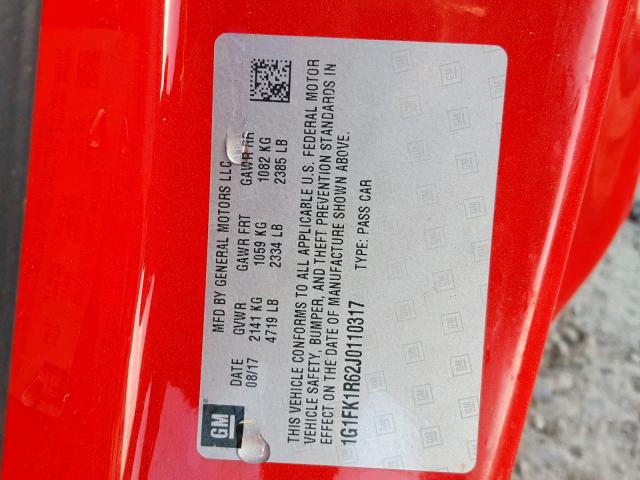 MFD BY GENERAL MOTORS LLC
DATE GVWR GAWR FRT GAWR RR
08/17 2141 KG 1059 KG 1082 KG
4719 LB 2334 LB 2385 LB
THIS VEHICLE CONFORMS TO ALL APPLICABLE U.S. FEDERAL MOTOR
VEHICLE SAFETY, BUMPER, AND THEFT PREVENTION STANDARDS IN
EFFECT ON THE DATE OF MANUFACTURE SHOWN ABOVE.
1G1FK1R62J0110317 TYPE: PASS CAR
GM